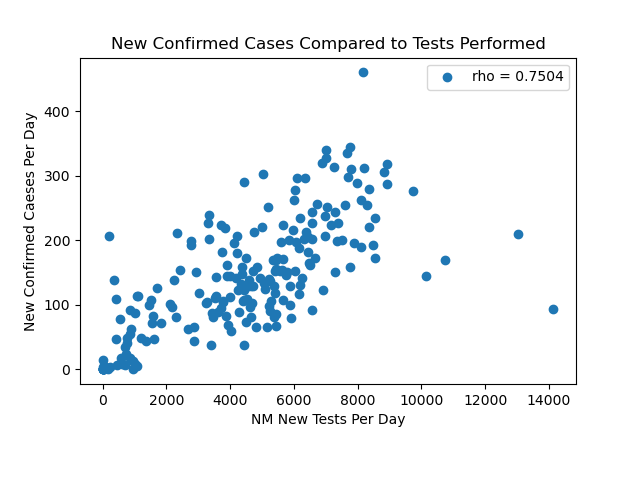 New Confirmed Cases Compared to Tests Performed
rho = 0.7504
New Confirmed Caeses Per Day
400
300
200
100
0
0 2000 4000 6000 8000 10000 12000 14000
NM New Tests Per Day